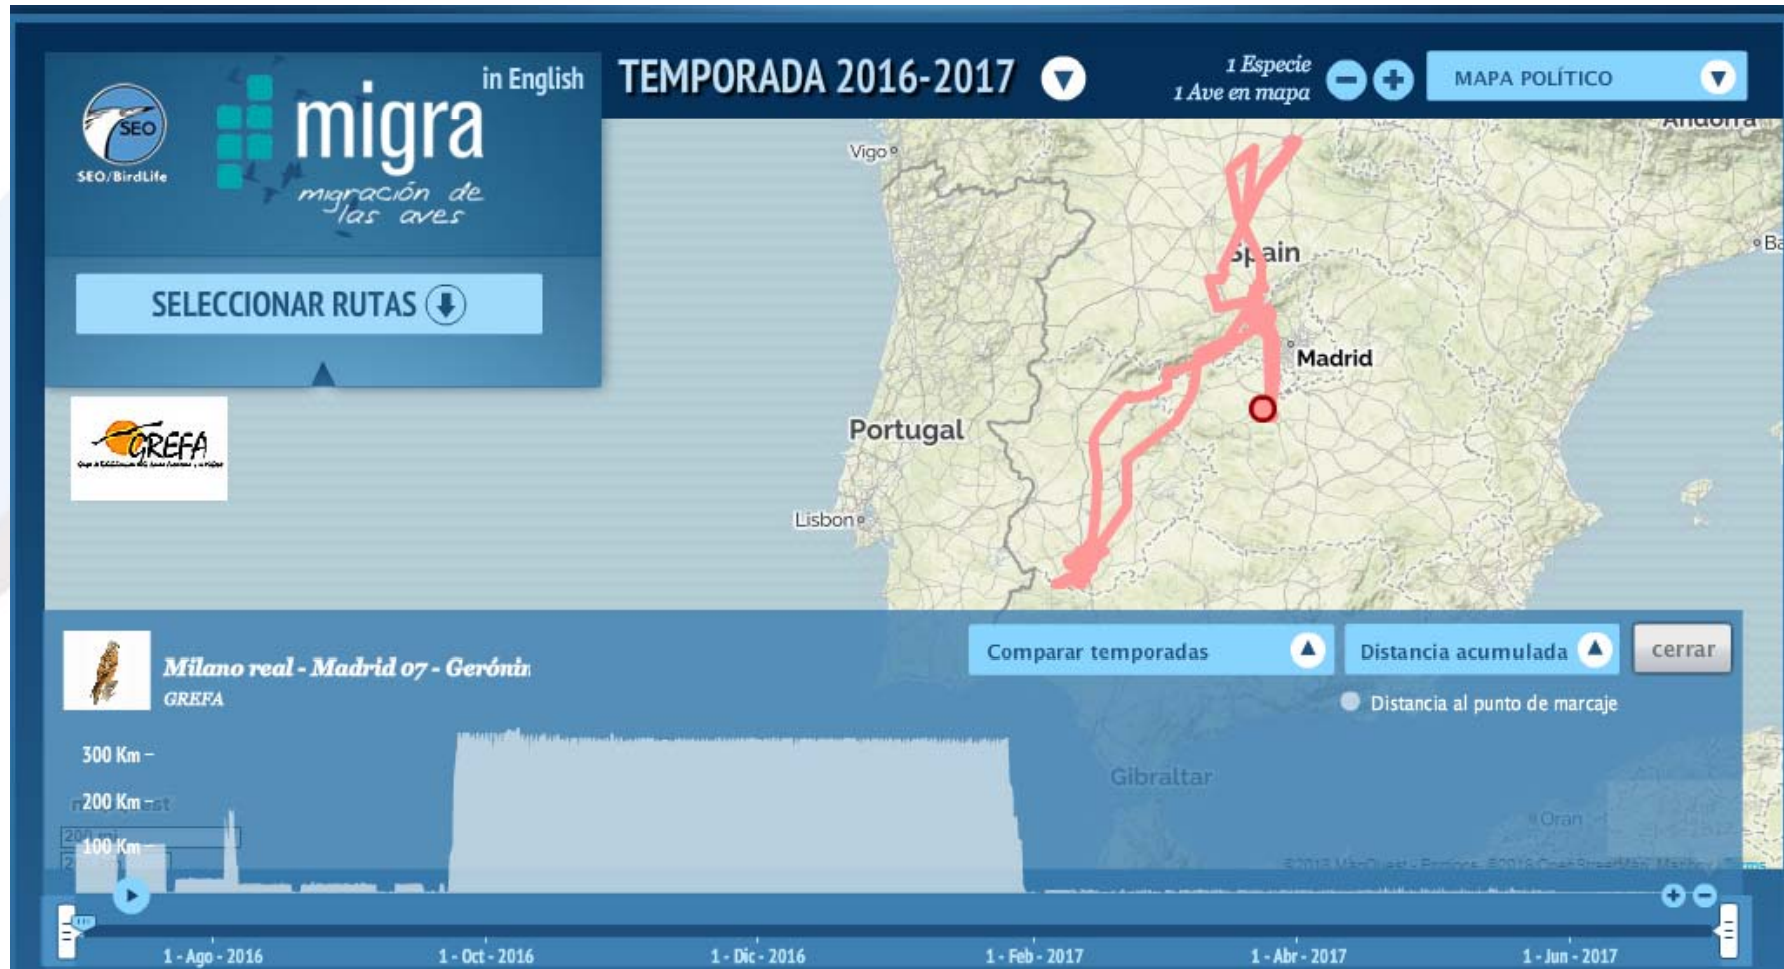 in English
TEMPORADA 2016-2017
1 Especie
1 Ave en mapa
MAPA POLÍTICO
SEO
SEO/BirdLife
migra
migración de
las aves
SELECCIONAR RUTAS
GREFA
Vigo
Andorra
Spain
Ba
Madrid
Portugal
Lisbon
Milano real - Madrid 07 - Gerónin
GREFA
Comparar temporadas
Distancia acumulada
cerrar
Distancia al punto de marcaje
300 Km
200 Km
100 Km
Gibraltar
Oran
1 - Ago - 2016
1 - Oct - 2016
1 - Dic - 2016
1 - Feb - 2017
1 - Abr - 2017
1 - Jun - 2017